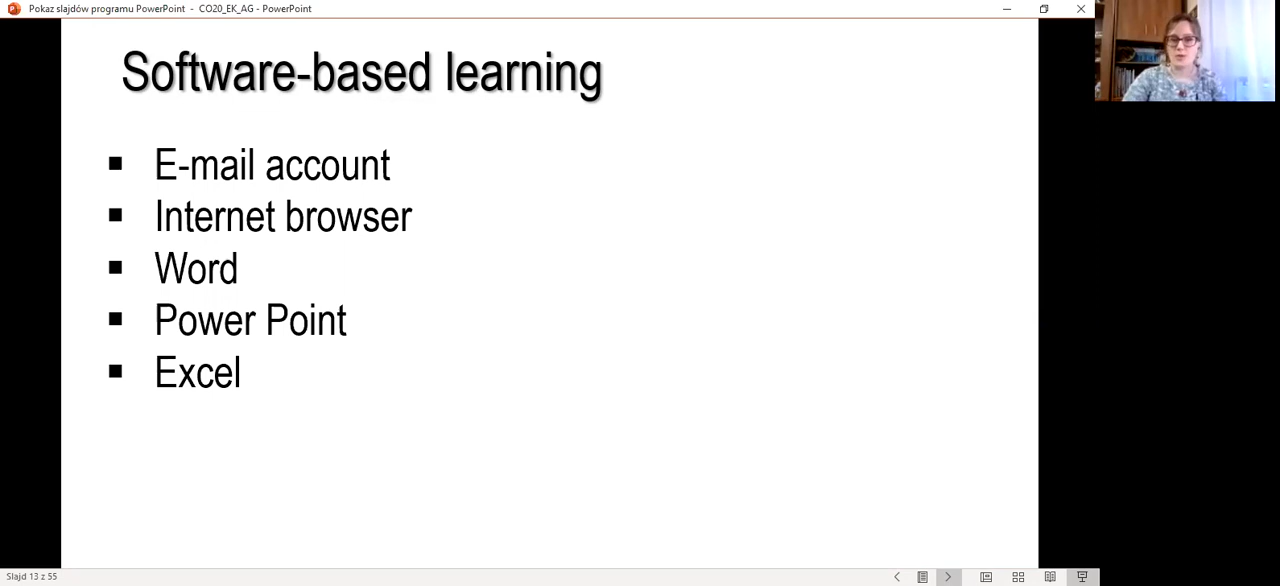 Pokaz slajdów programu PowerPoint - CO20_EK_AG - PowerPoint
Software-based learning
E-mail account
Internet browser
Word
Power Point
Excel
Slajd 13 z 55